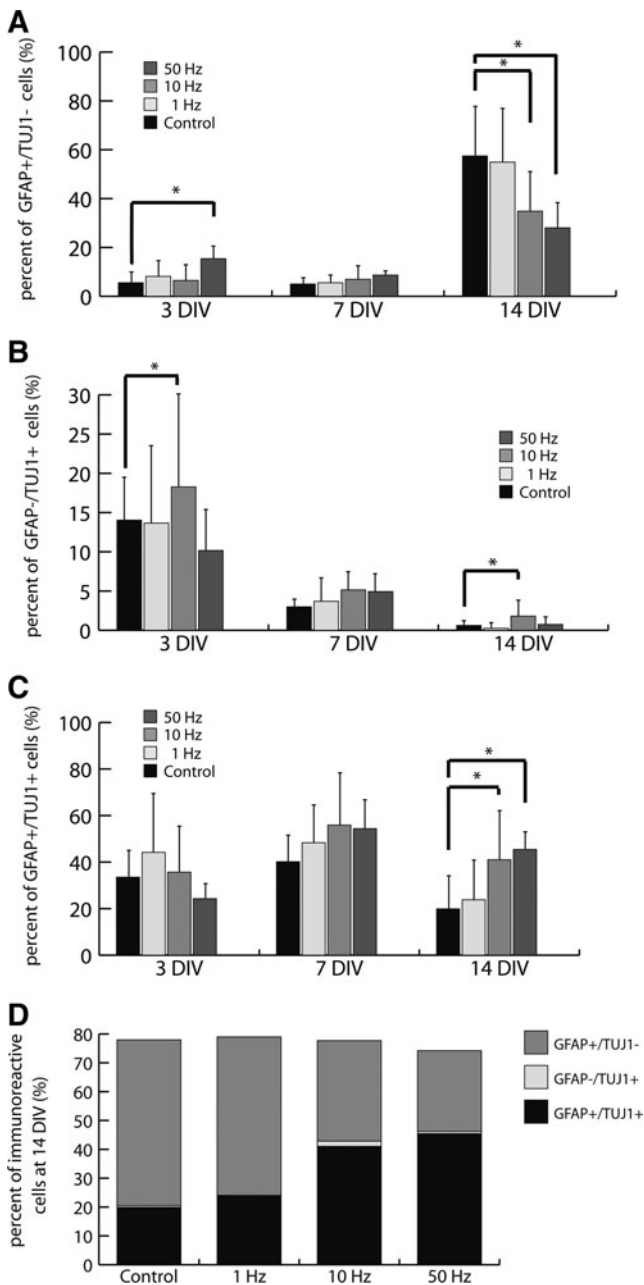 A
percent of GFAP+/TUJ1- cells (%)
100
80
60
40
20
0
50 Hz
10 Hz
1 Hz
Control
*
*
*
3 DIV
7 DIV
14 DIV
B
percent of GFAP-/TUJ1+ cells (%)
30
25
20
15
10
5
0
*
50 Hz
10 Hz
1 Hz
Control
*
3 DIV
7 DIV
14 DIV
C
percent of GFAP+/TUJ1+ cells (%)
100
80
60
40
20
0
50 Hz
10 Hz
1 Hz
Control
*
*
3 DIV
7 DIV
14 DIV
D
percent of immunoreactive
cells at 14 DIV (%)
80
70
60
50
40
30
20
10
0
GFAP+/TUJ1-
GFAP-/TUJ1+
GFAP+/TUJ1+
Control
1 Hz
10 Hz
50 Hz